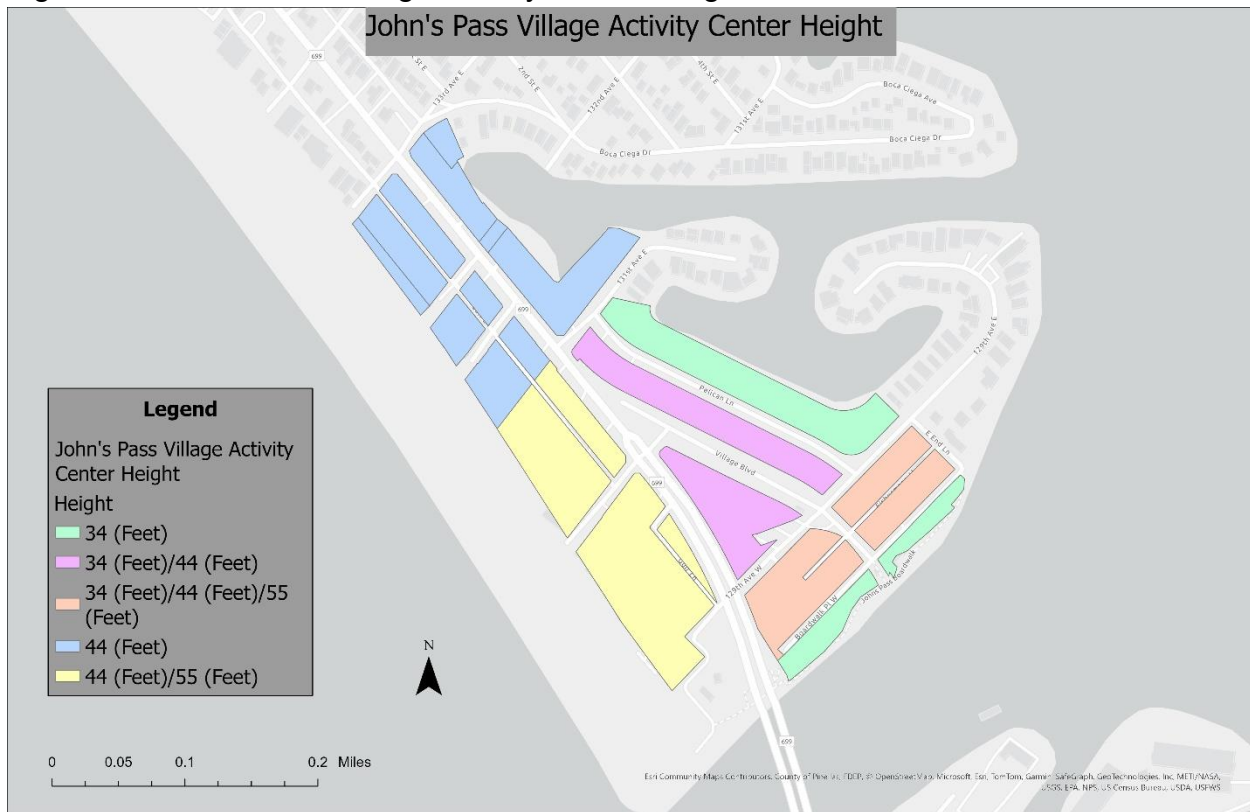 John's Pass Village Activity Center Height
699
133rd Ave E
2nd St E
132nd Ave E
4th St E
131st Ave E
Boca Ciega Ave
Boca Ciega Dr
Boca Ciega Dr
131st Ave E
129th Ave E
699
Pelican Ln
E End Ln
Village Blvd
699
Gulf Ln
129th Ave W
Johns Pass Boardwalk
Boardwalk Pl W
699
Legend
John's Pass Village Activity
Center Height
Height
34 (Feet)
34 (Feet)/44 (Feet)
34 (Feet)/44 (Feet)/55
(Feet)
44 (Feet)
44 (Feet)/55 (Feet)
N
0 0.05 0.1 0.2 Miles
Esri Community Maps Contributors, County of Pinellas, FDEP, © OpenStreetMap, Microsoft, Esri, TomTom, Garmin, SafeGraph, GeoTechnologies, Inc, METI/NASA,
USGS, EPA, NPS, US Census Bureau, USDA, USFWS